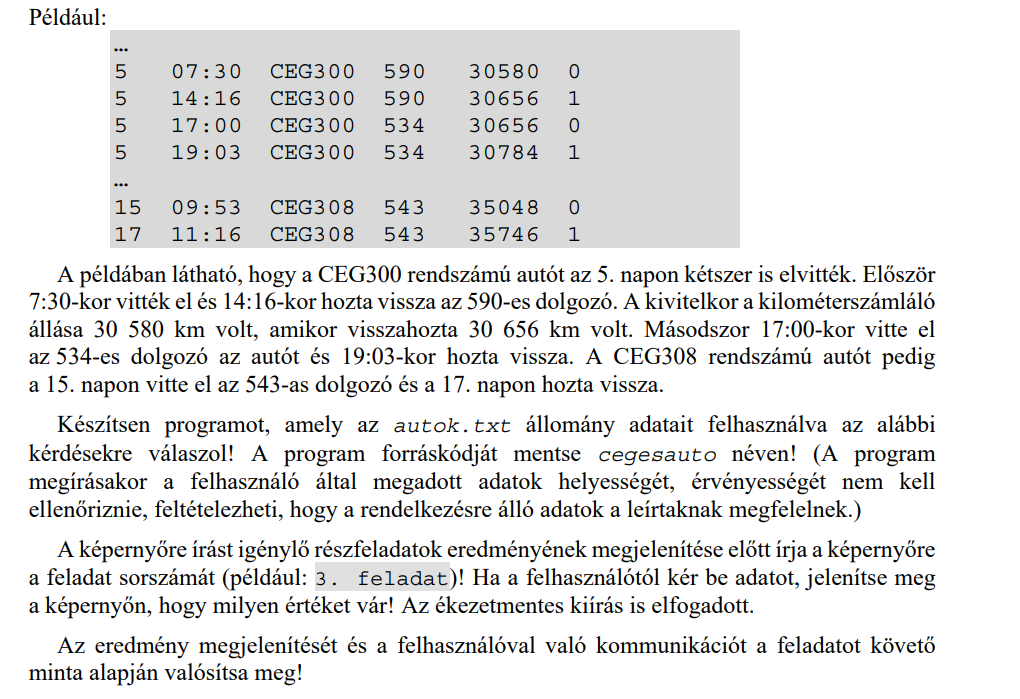 Például:
…
5 07:30 CEG300 590 30580 0
5 14:16 CEG300 590 30656 1
5 17:00 CEG300 534 30656 0
5 19:03 CEG300 534 30784 1
…
15 09:53 CEG308 543 35048 0
17 11:16 CEG308 543 35746 1
A példában látható, hogy a CEG300 rendszámú autót az 5. napon kétszer is elvitték. Először
7:30-kor vitték el és 14:16-kor hozta vissza az 590-es dolgozó. A kivitelkor a kilométerszámláló
állása 30 580 km volt, amikor visszahozta 30 656 km volt. Másodszor 17:00-kor vitte el
az 534-es dolgozó az autót és 19:03-kor hozta vissza. A CEG308 rendszámú autót pedig
a 15. napon vitte el az 543-as dolgozó és a 17. napon hozta vissza.
Készítsen programot, amely az autok.txt állomány adatait felhasználva az alábbi
kérdésekre válaszol! A program forráskódját mentse cegesauto néven! (A program
megírásakor a felhasználó által megadott adatok helyességét, érvényességét nem kell
ellenőriznie, feltételezheti, hogy a rendelkezésre álló adatok a leírtaknak megfelelnek.)
A képernyőre írást igénylő részfeladatok eredményének megjelenítése előtt írja a képernyőre
a feladat sorszámát (például: 3. feladat)! Ha a felhasználótól kér be adatot, jelenítse meg
a képernyőn, hogy milyen értéket vár! Az ékezetmentes kiírás is elfogadott.
Az eredmény megjelenítését és a felhasználóval való kommunikációt a feladatot követő
minta alapján valósítsa meg!